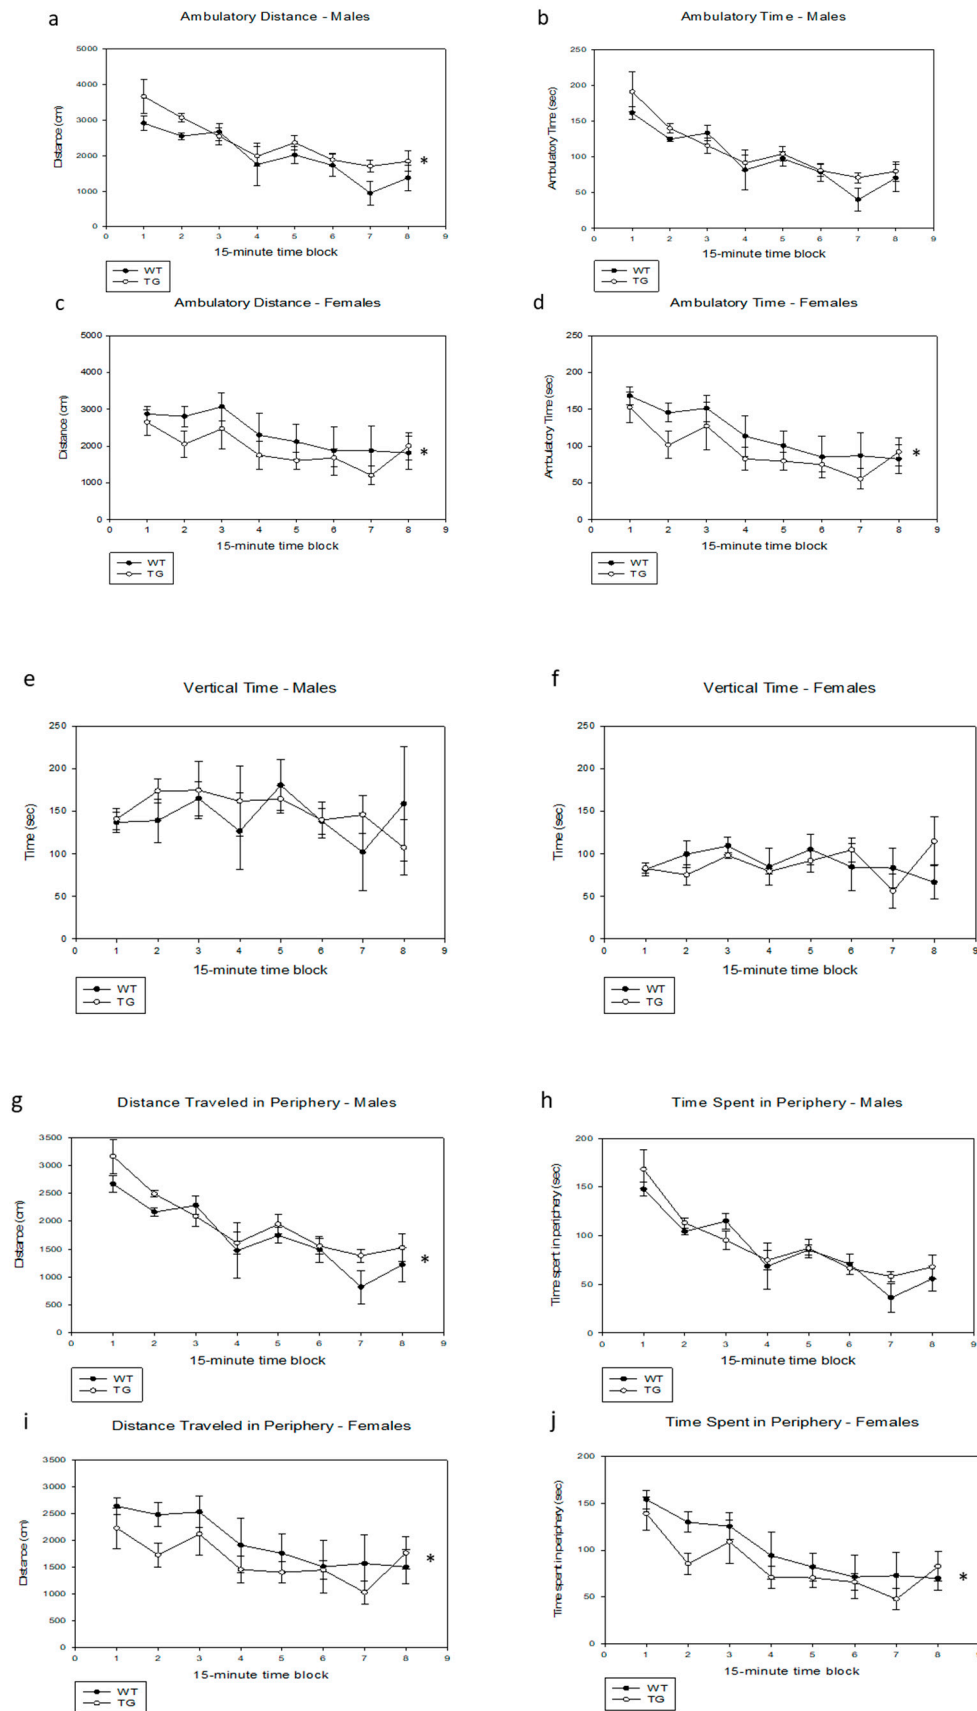 a
Ambulatory Distance - Males
Distance (cm)
5000
4000
3000
2000
1000
0
*
0 1 2 3 4 5 6 7 8 9
15-minute time block
WT
TG
b
Ambulatory Time - Males
Ambulatory Time (sec)
250
200
150
100
50
0
0 1 2 3 4 5 6 7 8 9
15-minute time block
WT
TG
c
Ambulatory Distance - Females
Distance (cm)
5000
4000
3000
2000
1000
0
*
0 1 2 3 4 5 6 7 8 9
15-minute time block
WT
TG
d
Ambulatory Time - Females
Ambulatory Time (sec)
250
200
150
100
50
0
*
0 1 2 3 4 5 6 7 8 9
15-minute time block
WT
TG
e
Vertical Time - Males
Time (sec)
250
200
150
100
50
0
0 1 2 3 4 5 6 7 8 9
15-minute time block
WT
TG
f
Vertical Time - Females
Time (sec)
250
200
150
100
50
0
0 1 2 3 4 5 6 7 8 9
15-minute time block
WT
TG
g
Distance Traveled in Periphery - Males
Distance (cm)
3500
3000
2500
2000
1500
1000
500
0
*
0 1 2 3 4 5 6 7 8 9
15-minute time block
WT
TG
h
Time Spent in Periphery - Males
Time spent in periphery (sec)
200
150
100
50
0
0 1 2 3 4 5 6 7 8 9
15-minute time block
WT
TG
i
Distance Traveled in Periphery - Females
Distance (cm)
3500
3000
2500
2000
1500
1000
500
0
*
0 1 2 3 4 5 6 7 8 9
15-minute time block
WT
TG
j
Time Spent in Periphery - Females
Time spent in periphery (sec)
200
150
100
50
0
*
0 1 2 3 4 5 6 7 8 9
15-minute time block
WT
TG